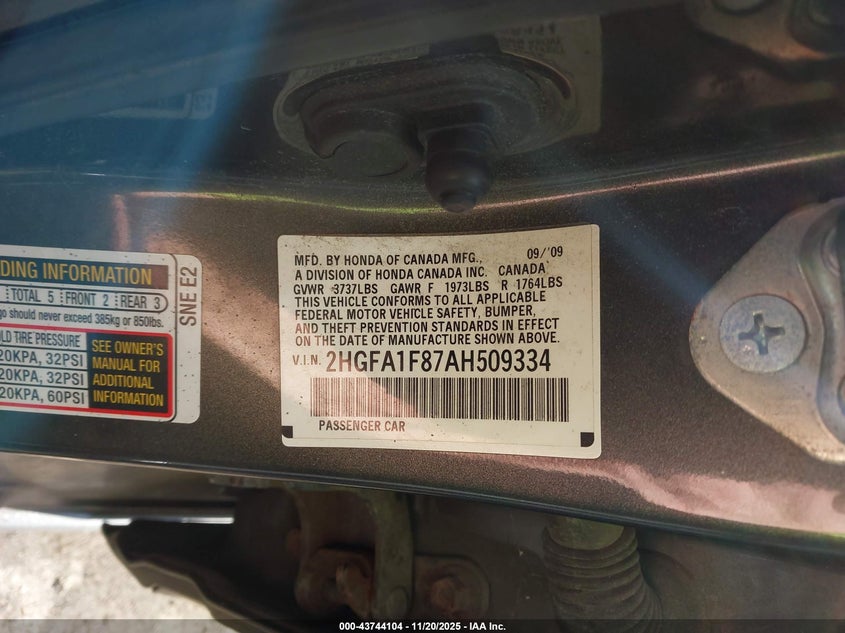 DING INFORMATION
TOTAL 5 FRONT 2 REAR 3
go should never exceed 385kg or 850lbs.
LD TIRE PRESSURE
20KPA, 32PSI
20KPA, 32PSI
20KPA, 60PSI
SEE OWNER'S
MANUAL FOR
ADDITIONAL
INFORMATION
SNE E2
MFD. BY HONDA OF CANADA MFG., 09/'09
A DIVISION OF HONDA CANADA INC. CANADA
GVWR 3737LBS GAWR F 1973LBS R 1764LBS
THIS VEHICLE CONFORMS TO ALL APPLICABLE
FEDERAL MOTOR VEHICLE SAFETY, BUMPER,
AND THEFT PREVENTION STANDARDS IN EFFECT
ON THE DATE OF MANUFACTURE SHOWN ABOVE.
V.I.N. 2HGFA1F87AH509334
PASSENGER CAR
000-43744104 - 11/20/2025 - IAA Inc.